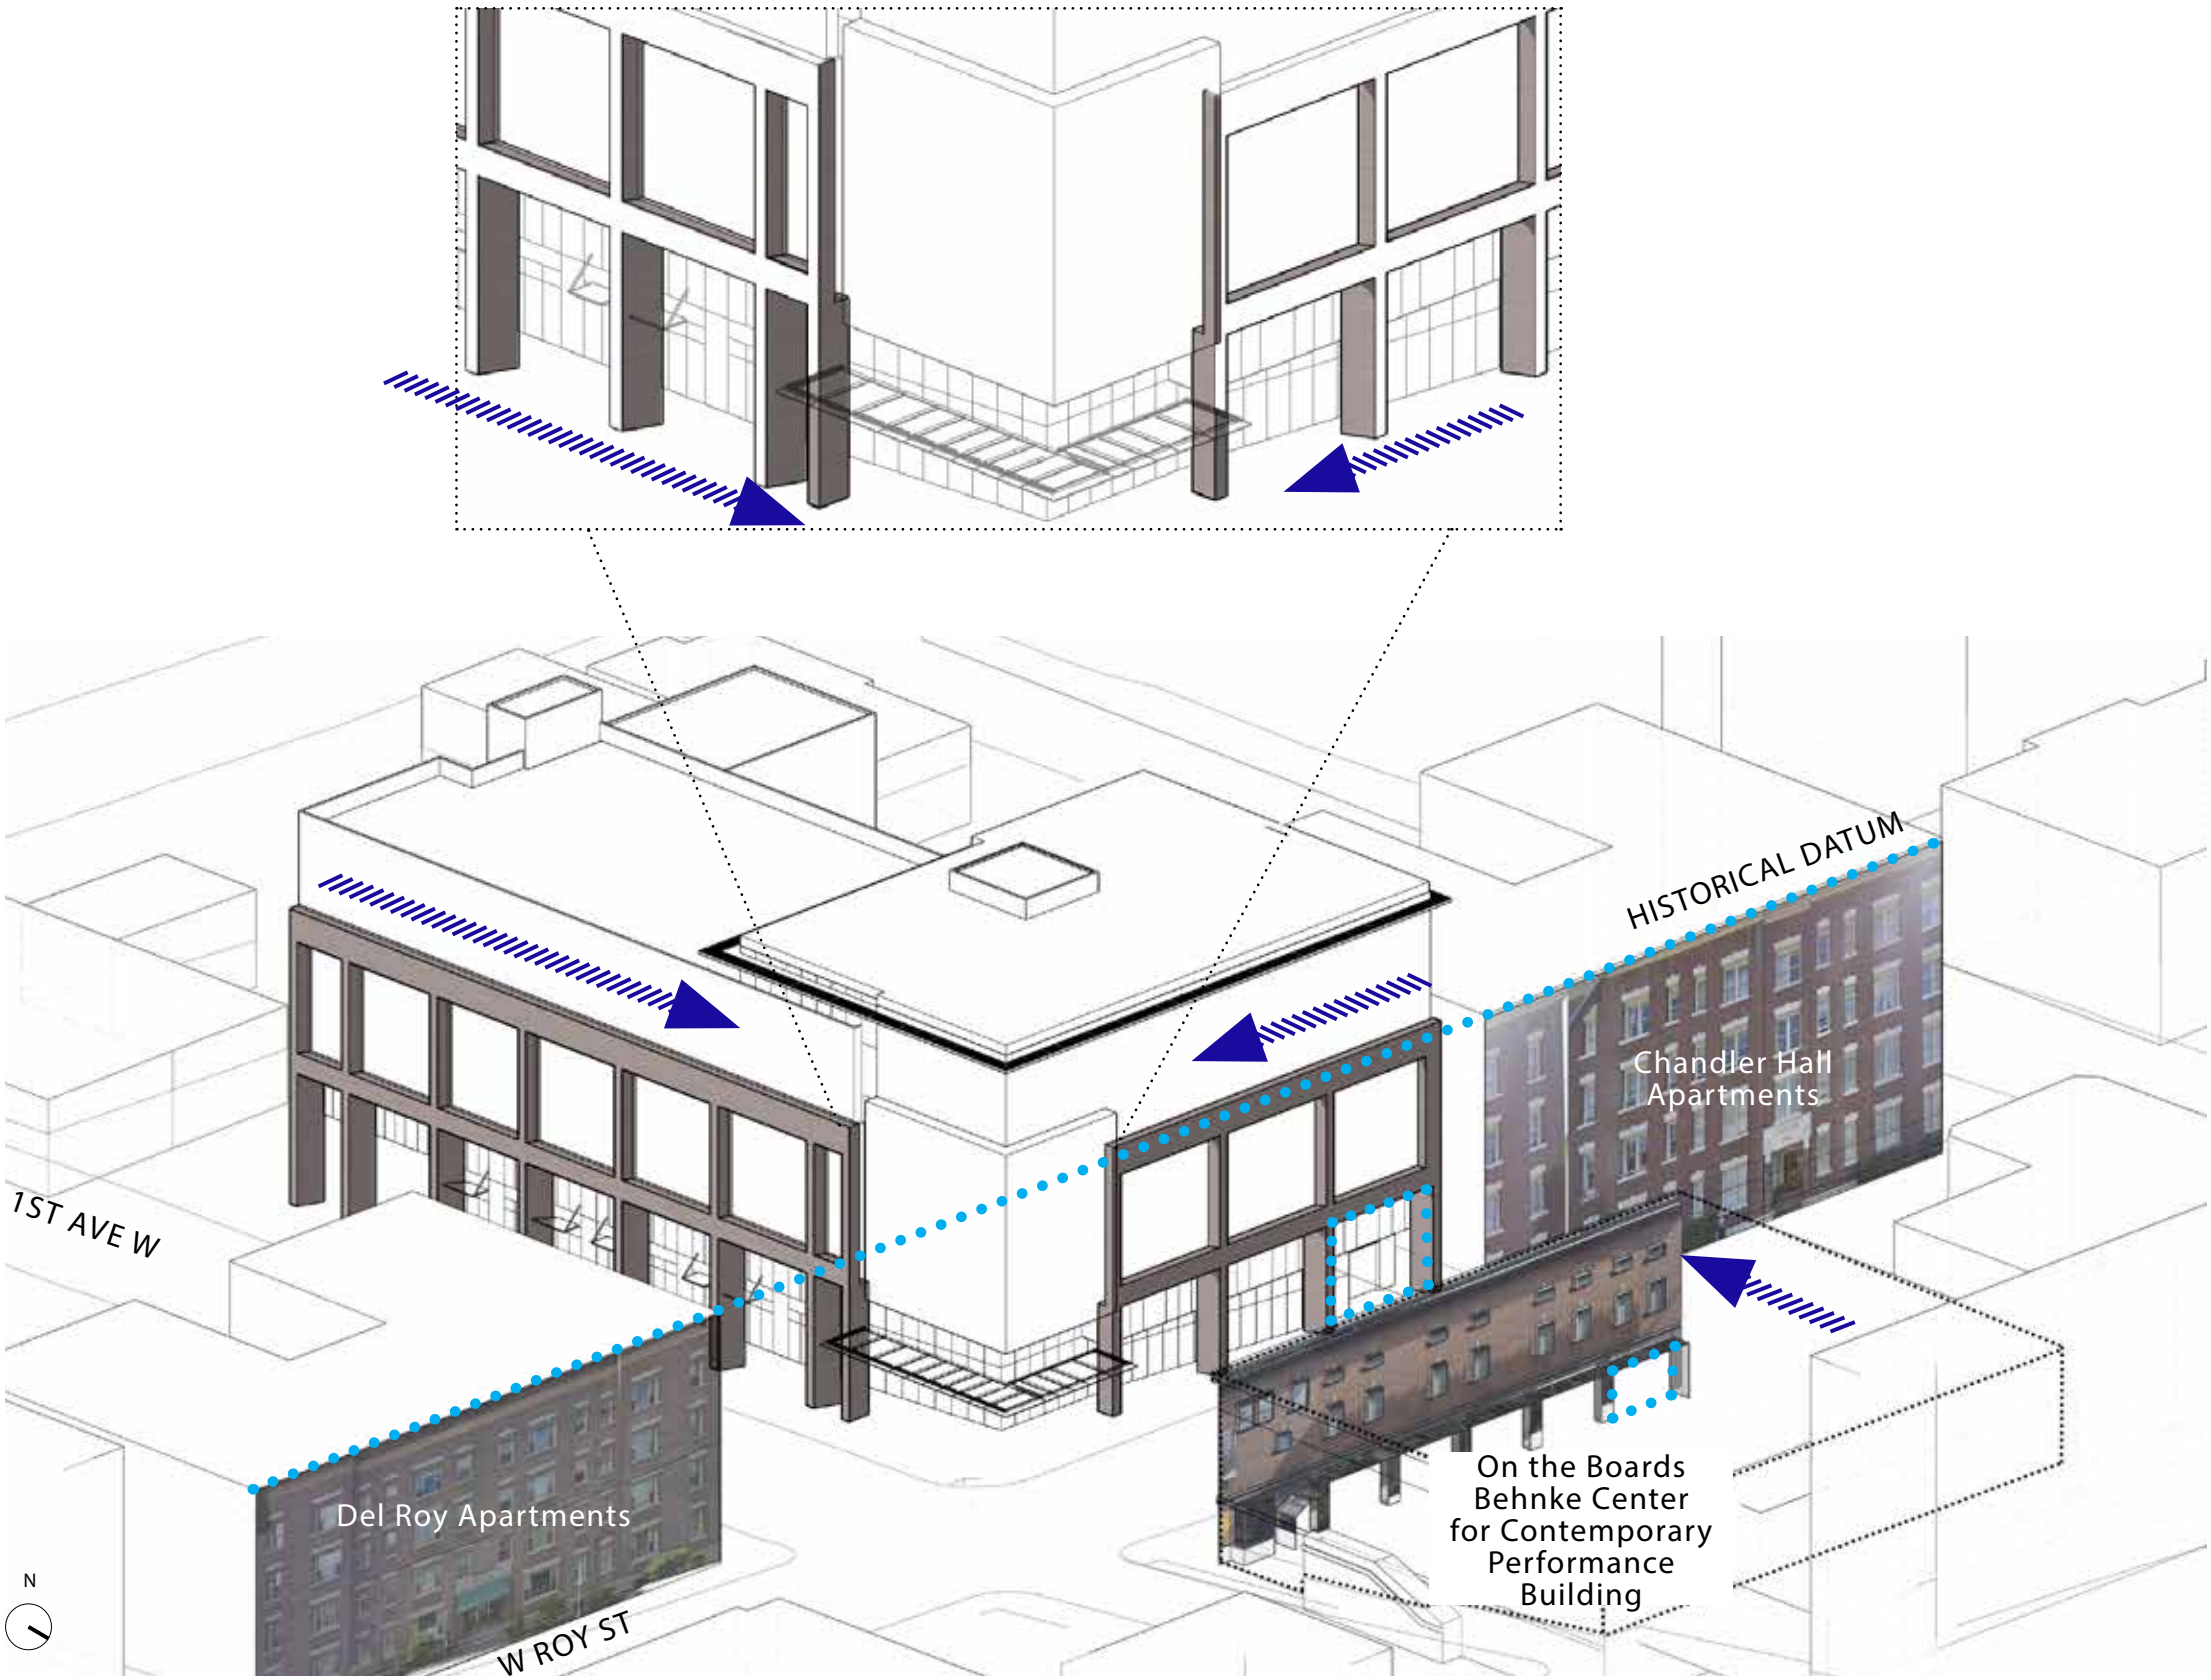 HISTORICAL DATUM
Chandler Hall
Apartments
1ST AVE W
Del Roy Apartments
On the Boards
Behnke Center
for Contemporary
Performance
Building
N
W ROY ST